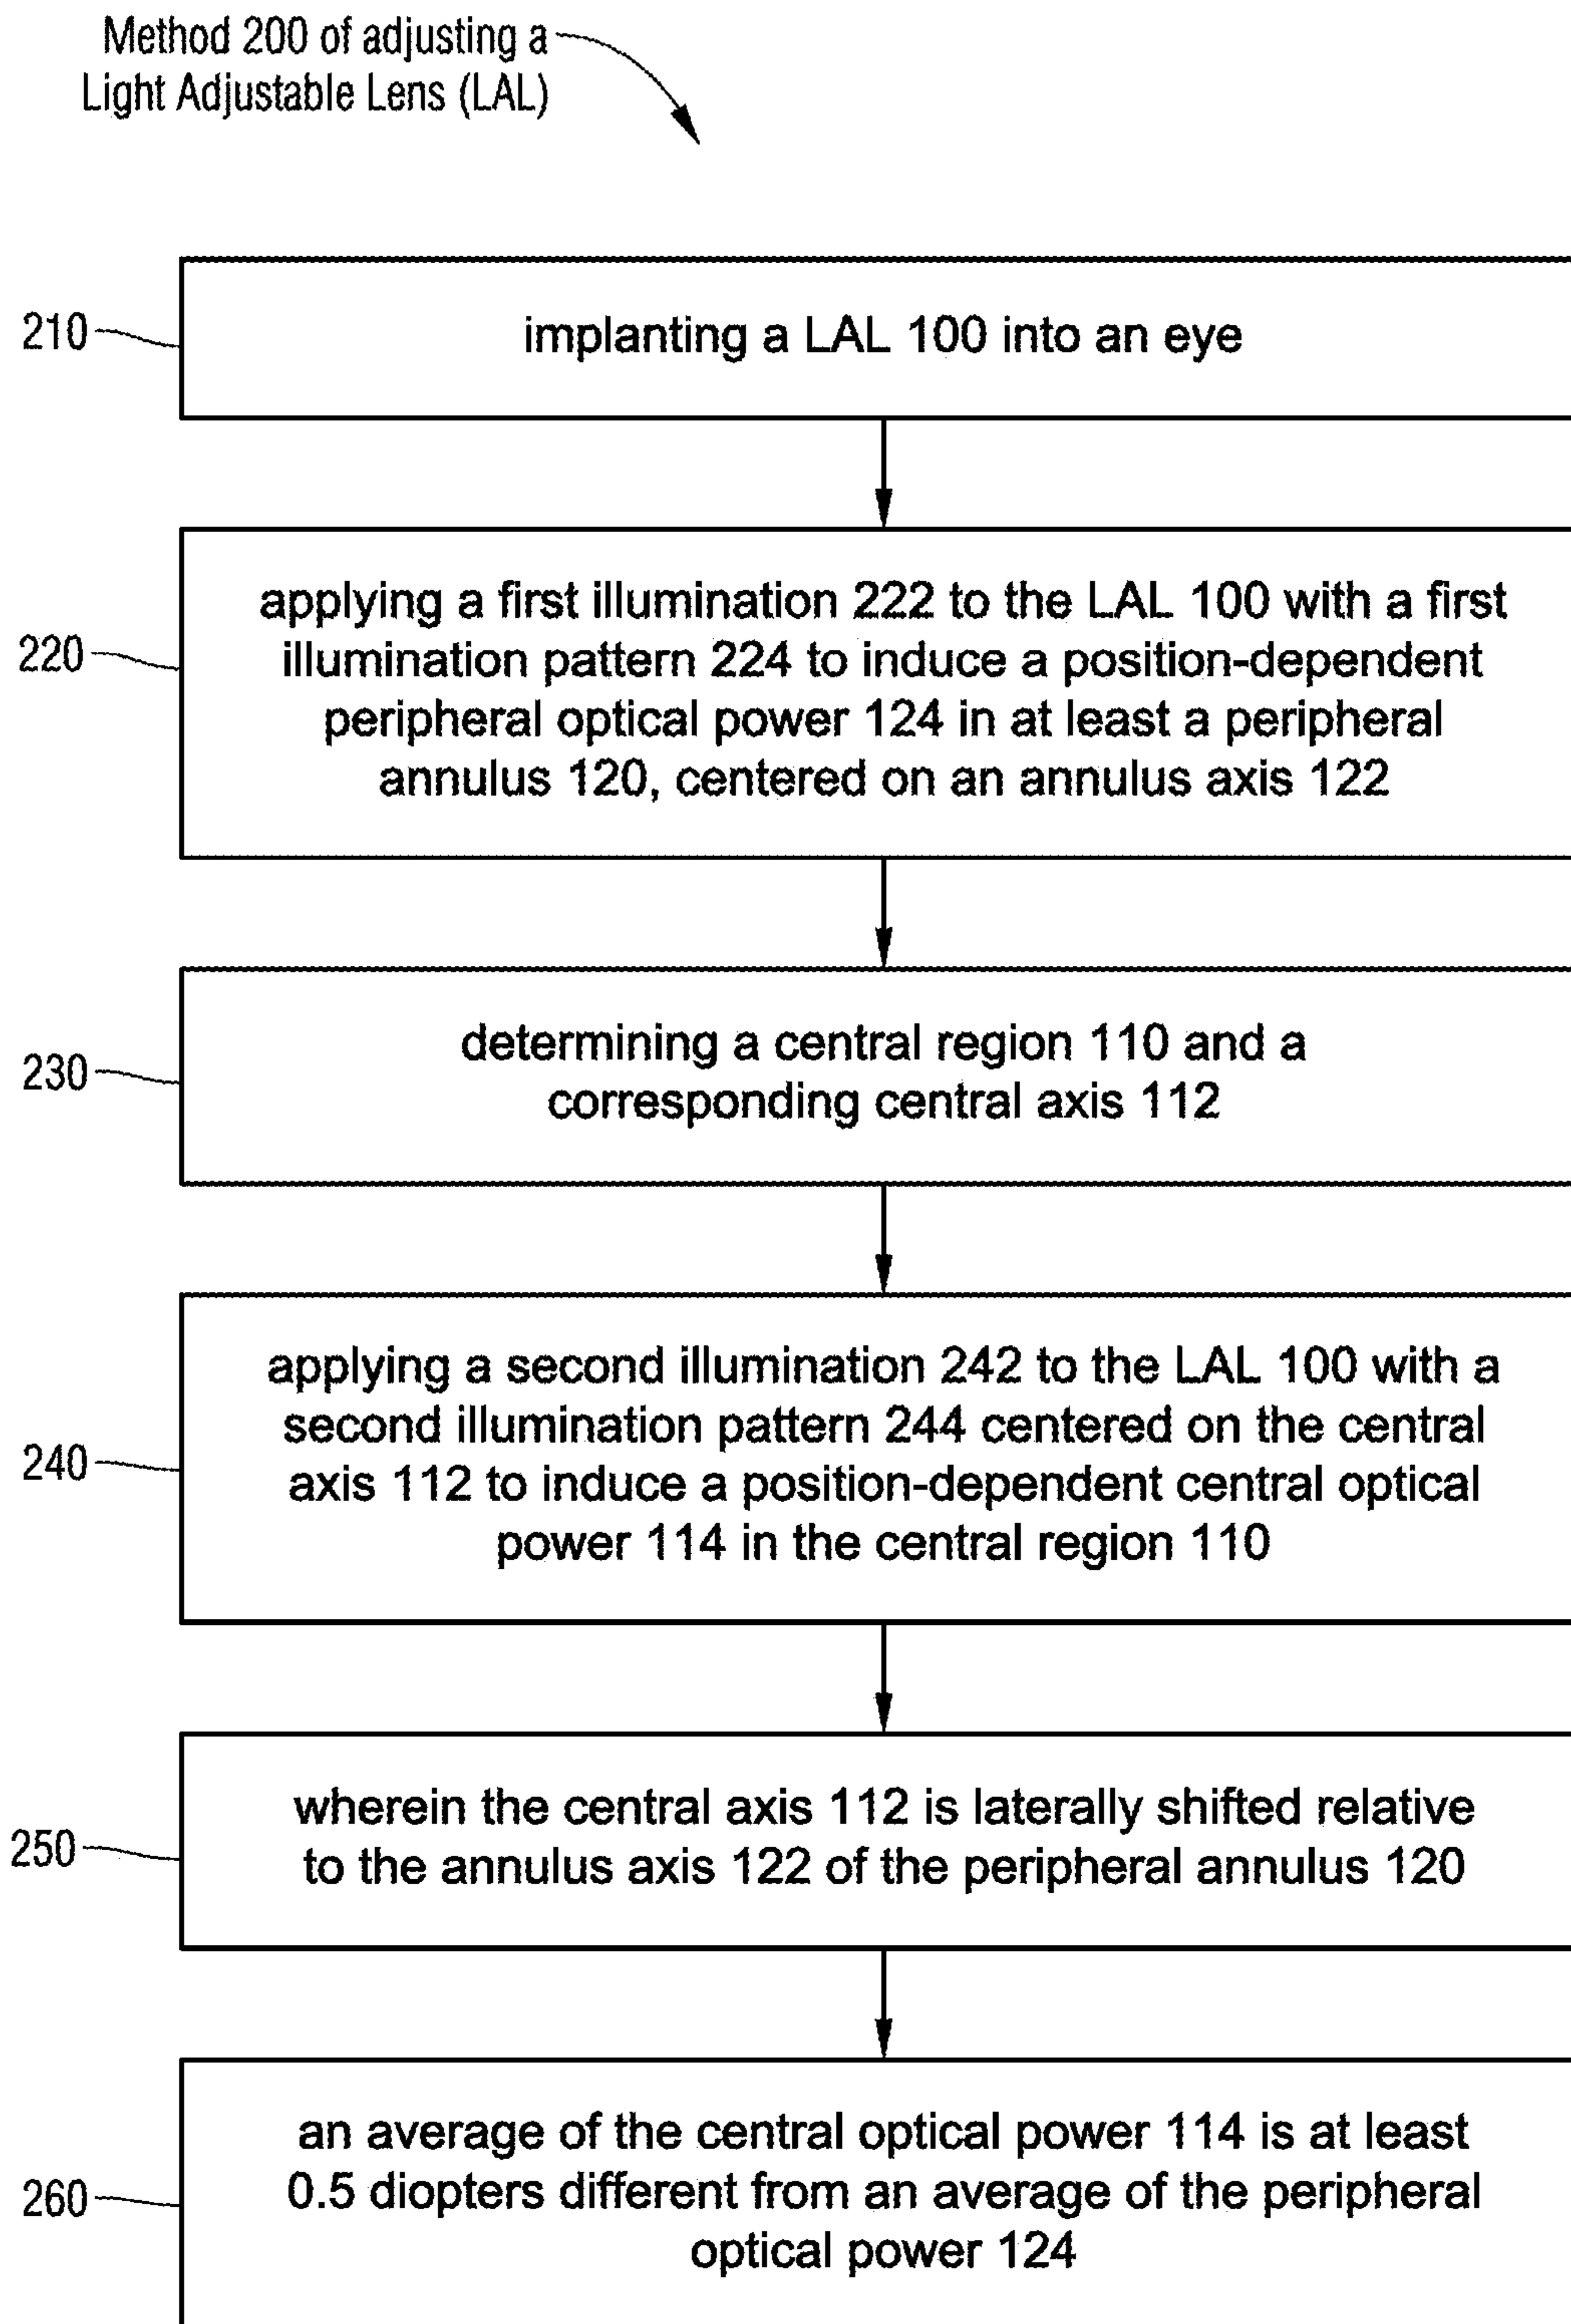 Method 200 of adjusting a
Light Adjustable Lens (LAL)
210
implanting a LAL 100 into an eye
220
applying a first illumination 222 to the LAL 100 with a first
illumination pattern 224 to induce a position-dependent
peripheral optical power 124 in at least a peripheral
annulus 120, centered on an annulus axis 122
230
determining a central region 110 and a
corresponding central axis 112
240
applying a second illumination 242 to the LAL 100 with a
second illumination pattern 244 centered on the central
axis 112 to induce a position-dependent central optical
power 114 in the central region 110
250
wherein the central axis 112 is laterally shifted relative
to the annulus axis 122 of the peripheral annulus 120
260
an average of the central optical power 114 is at least
0.5 diopters different from an average of the peripheral
optical power 124